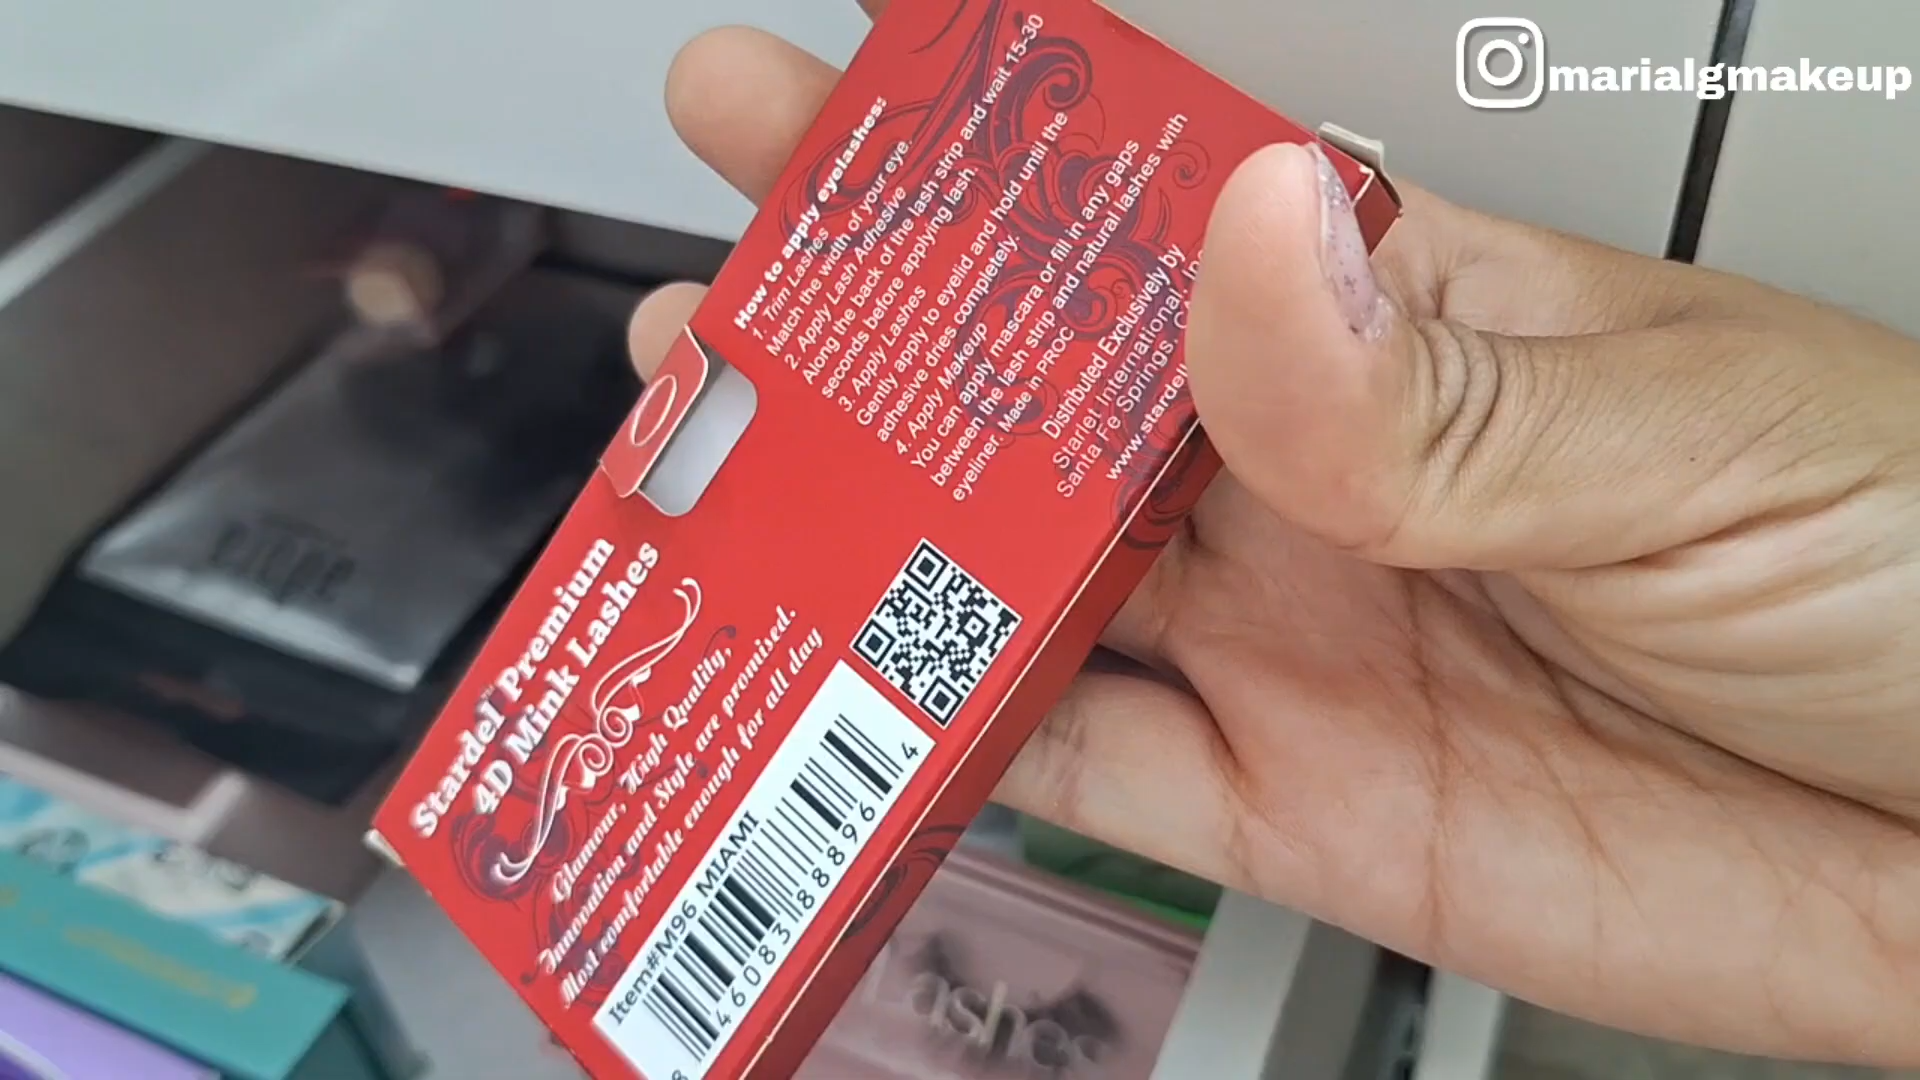 marialgmakeup
How to apply eyelashes:
1. Trim Lashes
Match the width of your eye.
2. Apply Lash Adhesive
Along the back of the lash strip and wait 15-30
seconds before applying lash.
3. Apply Lashes
Gently apply to eyelid and hold until the
adhesive dries completely.
4. Apply Makeup
You can apply mascara or fill in any gaps
between the lash strip and natural lashes with
eyeliner. Made in PROC
Distributed Exclusively by
Starlet International,
Santa Fe Springs,
Stardel™ Premium
4D Mink Lashes
Glamour, High Quality,
Innovation and Style are promised.
Most comfortable enough for all day
Item#M96 MIAMI
8 46083 88896 4
Lashes